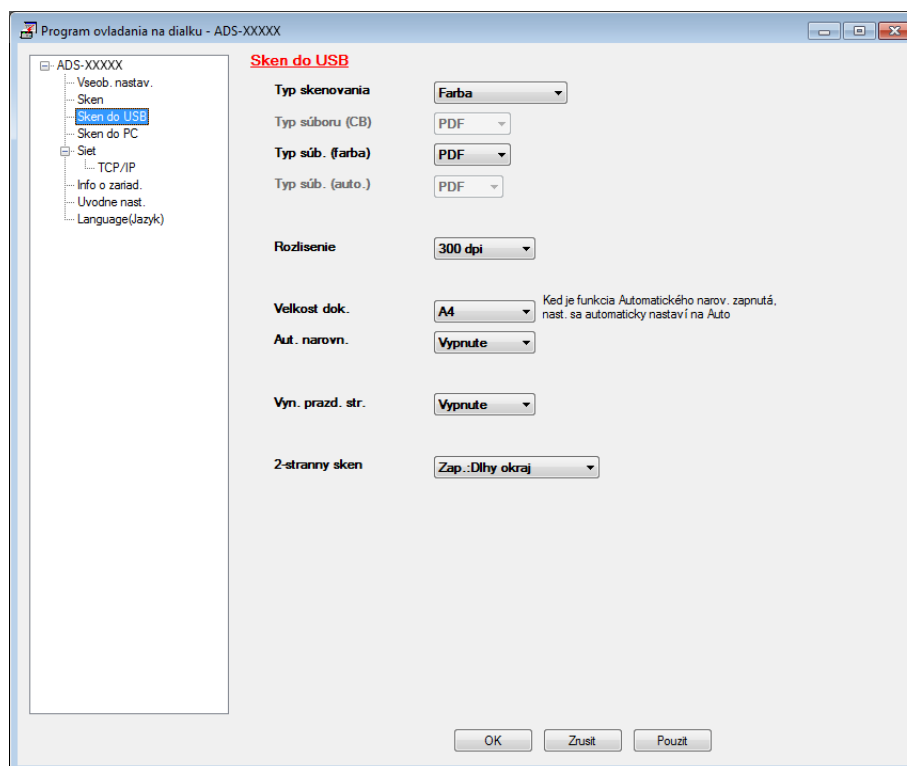 Program ovladania na dialku - ADS-XXXXX
ADS-XXXXX
Vseob. nastav.
Sken
Sken do USB
Sken do PC
Siet
TCP/IP
Info o zariad.
Uvodne nast.
Language(Jazyk)
Sken do USB
Typ skenovania Farba
Typ súboru (CB) PDF
Typ súb. (farba) PDF
Typ súb. (auto.) PDF
Rozlisenie 300 dpi
Velkost dok. A4 Ked je funkcia Automatického narov. zapnutá,
nast. sa automaticky nastaví na Auto
Aut. narovn. Vypnute
Vyn. prazd. str. Vypnute
2-stranny sken Zap.:Dlhy okraj
OK Zrusit Pouzit